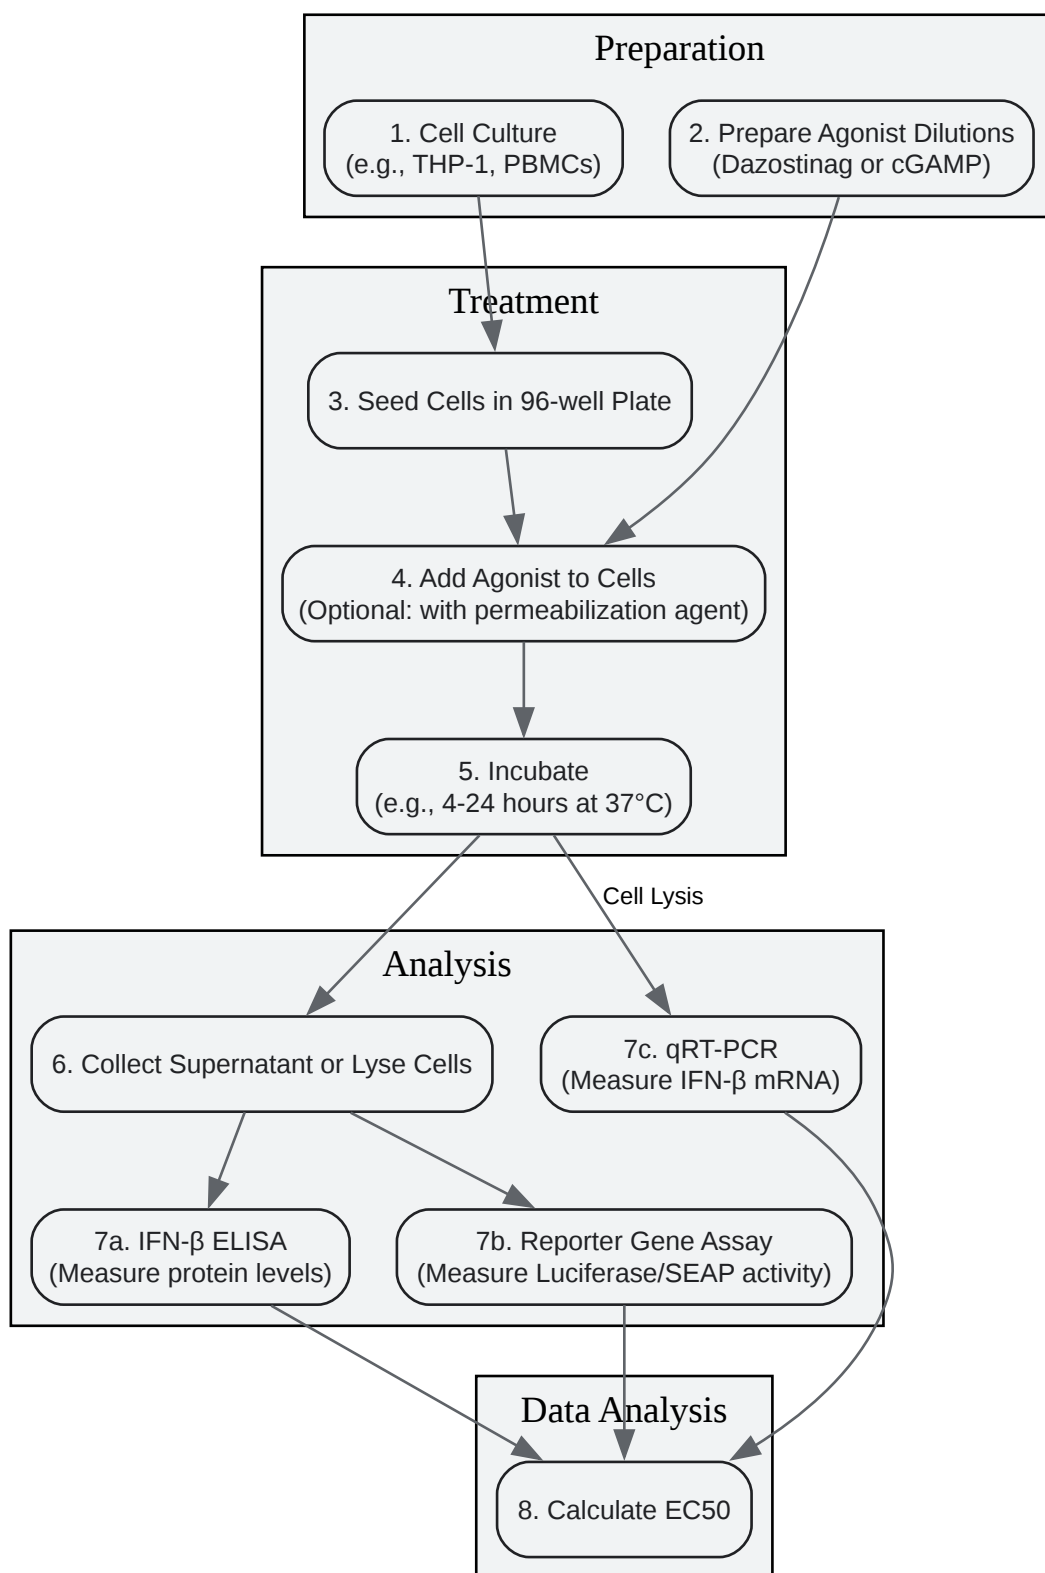 Preparation
1. Cell Culture
(e.g., THP-1, PBMCs)
2. Prepare Agonist Dilutions
(Dazostinag or cGAMP)
Treatment
3. Seed Cells in 96-well Plate
4. Add Agonist to Cells
(Optional: with permeabilization agent)
5. Incubate
(e.g., 4-24 hours at 37°C)
Cell Lysis
Analysis
6. Collect Supernatant or Lyse Cells
7c. qRT-PCR
(Measure IFN-β mRNA)
7a. IFN-β ELISA
(Measure protein levels)
7b. Reporter Gene Assay
(Measure Luciferase/SEAP activity)
Data Analysis
8. Calculate EC50